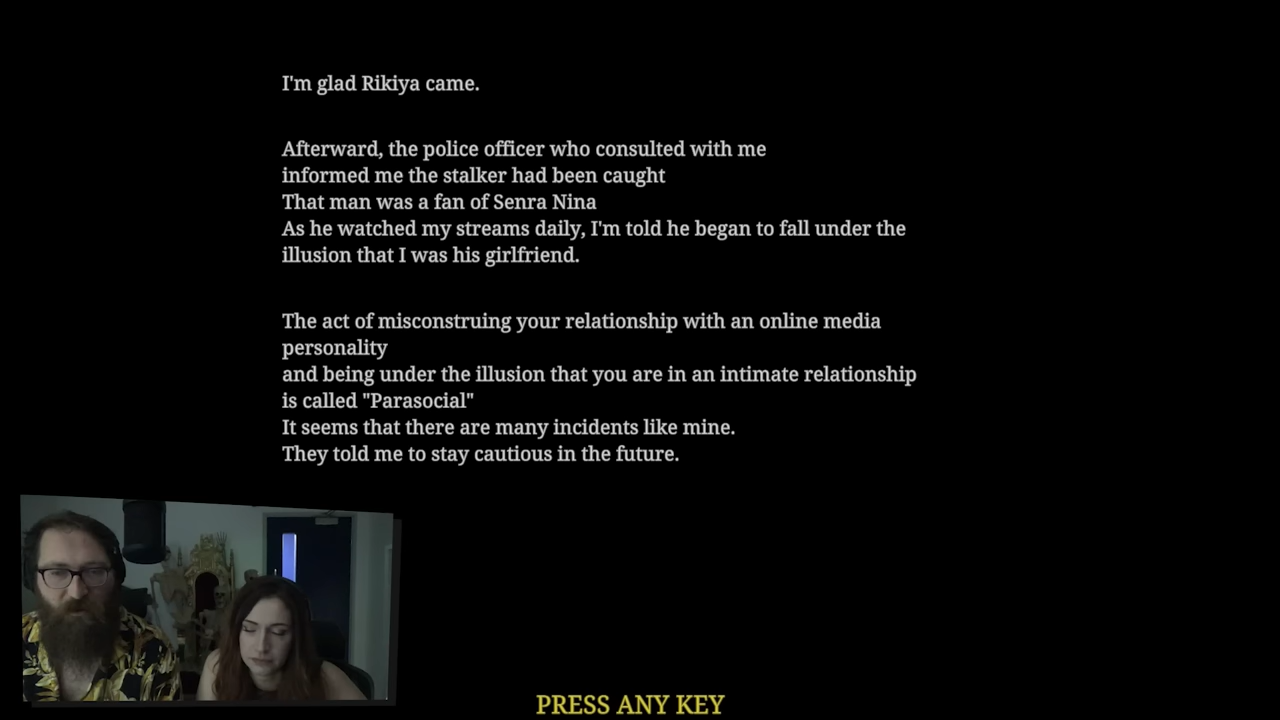 I'm glad Rikiya came.
Afterward, the police officer who consulted with me
informed me the stalker had been caught
That man was a fan of Senra Nina
As he watched my streams daily, I'm told he began to fall under the
illusion that I was his girlfriend.
The act of misconstruing your relationship with an online media
personality
and being under the illusion that you are in an intimate relationship
is called "Parasocial"
It seems that there are many incidents like mine.
They told me to stay cautious in the future.
PRESS ANY KEY